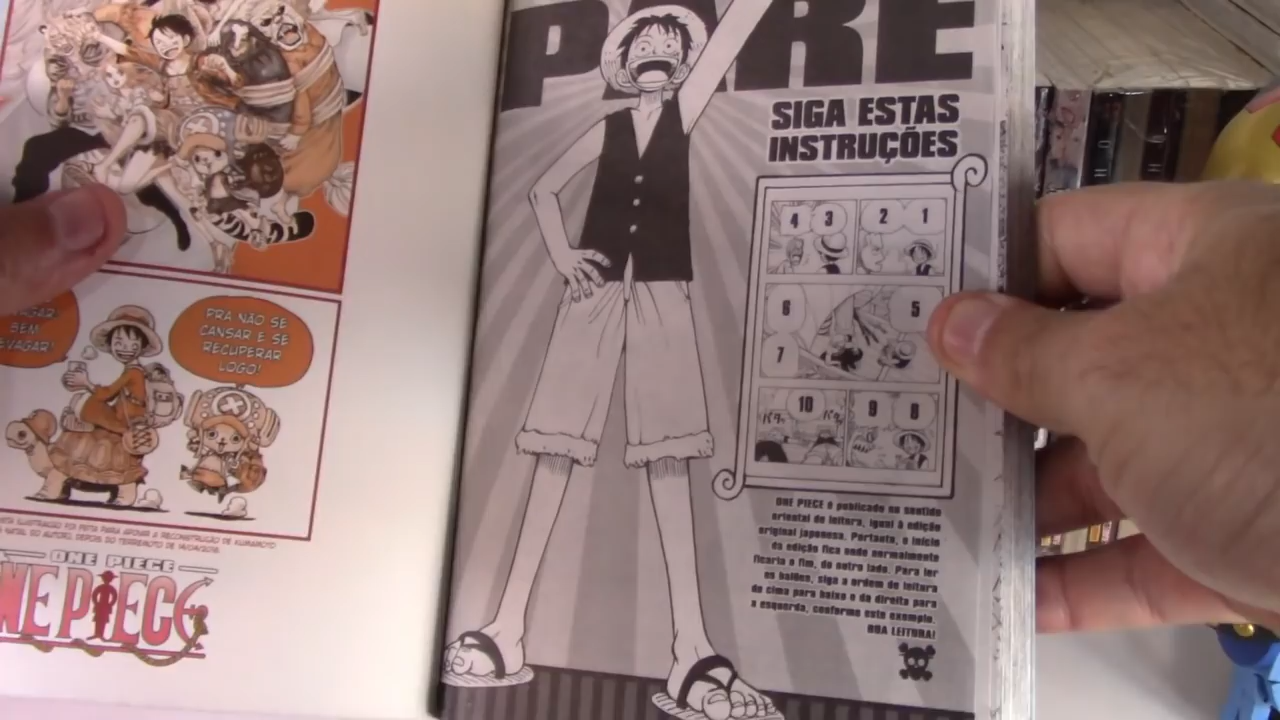 PRA NÃO SE
CANSAR E SE
RECUPERAR
LOGO!
BEM
ONE PIECE
PARE
SIGA ESTAS
INSTRUÇÕES
4 3 2 1
6 5
7
10 9 8
バタッ
ONE PIECE é publicado no sentido
oriental de leitura, igual à edição
original japonesa. Portanto, o início
da edição fica onde normalmente
ficaria o fim, do outro lado. Para ler
os balões, siga a ordem de leitura
de cima para baixo e da direita para
a esquerda, conforme este exemplo.
BOA LEITURA!